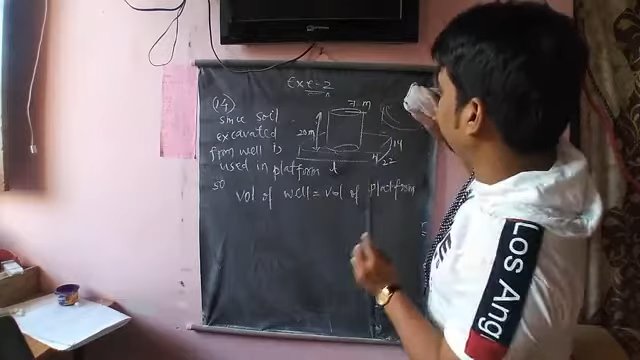 Exe-2
(14)
since soil
excavated
from well is
used in platform
so
vol of well = vol of platform
7 m
20 m
14
22
Los Ang